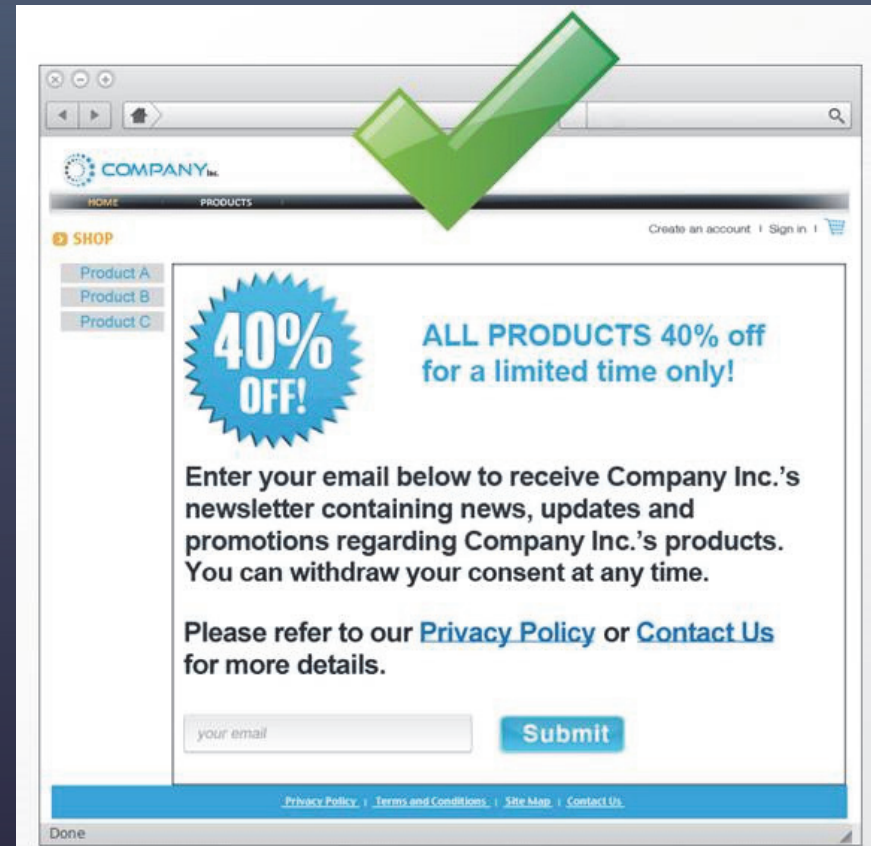 COMPANY Inc.
HOME PRODUCTS
Create an account | Sign in |
SHOP
Product A
Product B
Product C
40%
OFF!
ALL PRODUCTS 40% off
for a limited time only!
Enter your email below to receive Company Inc.'s
newsletter containing news, updates and
promotions regarding Company Inc.'s products.
You can withdraw your consent at any time.
Please refer to our Privacy Policy or Contact Us
for more details.
your email
Submit
Privacy Policy | Terms and Conditions | Site Map | Contact Us
Done